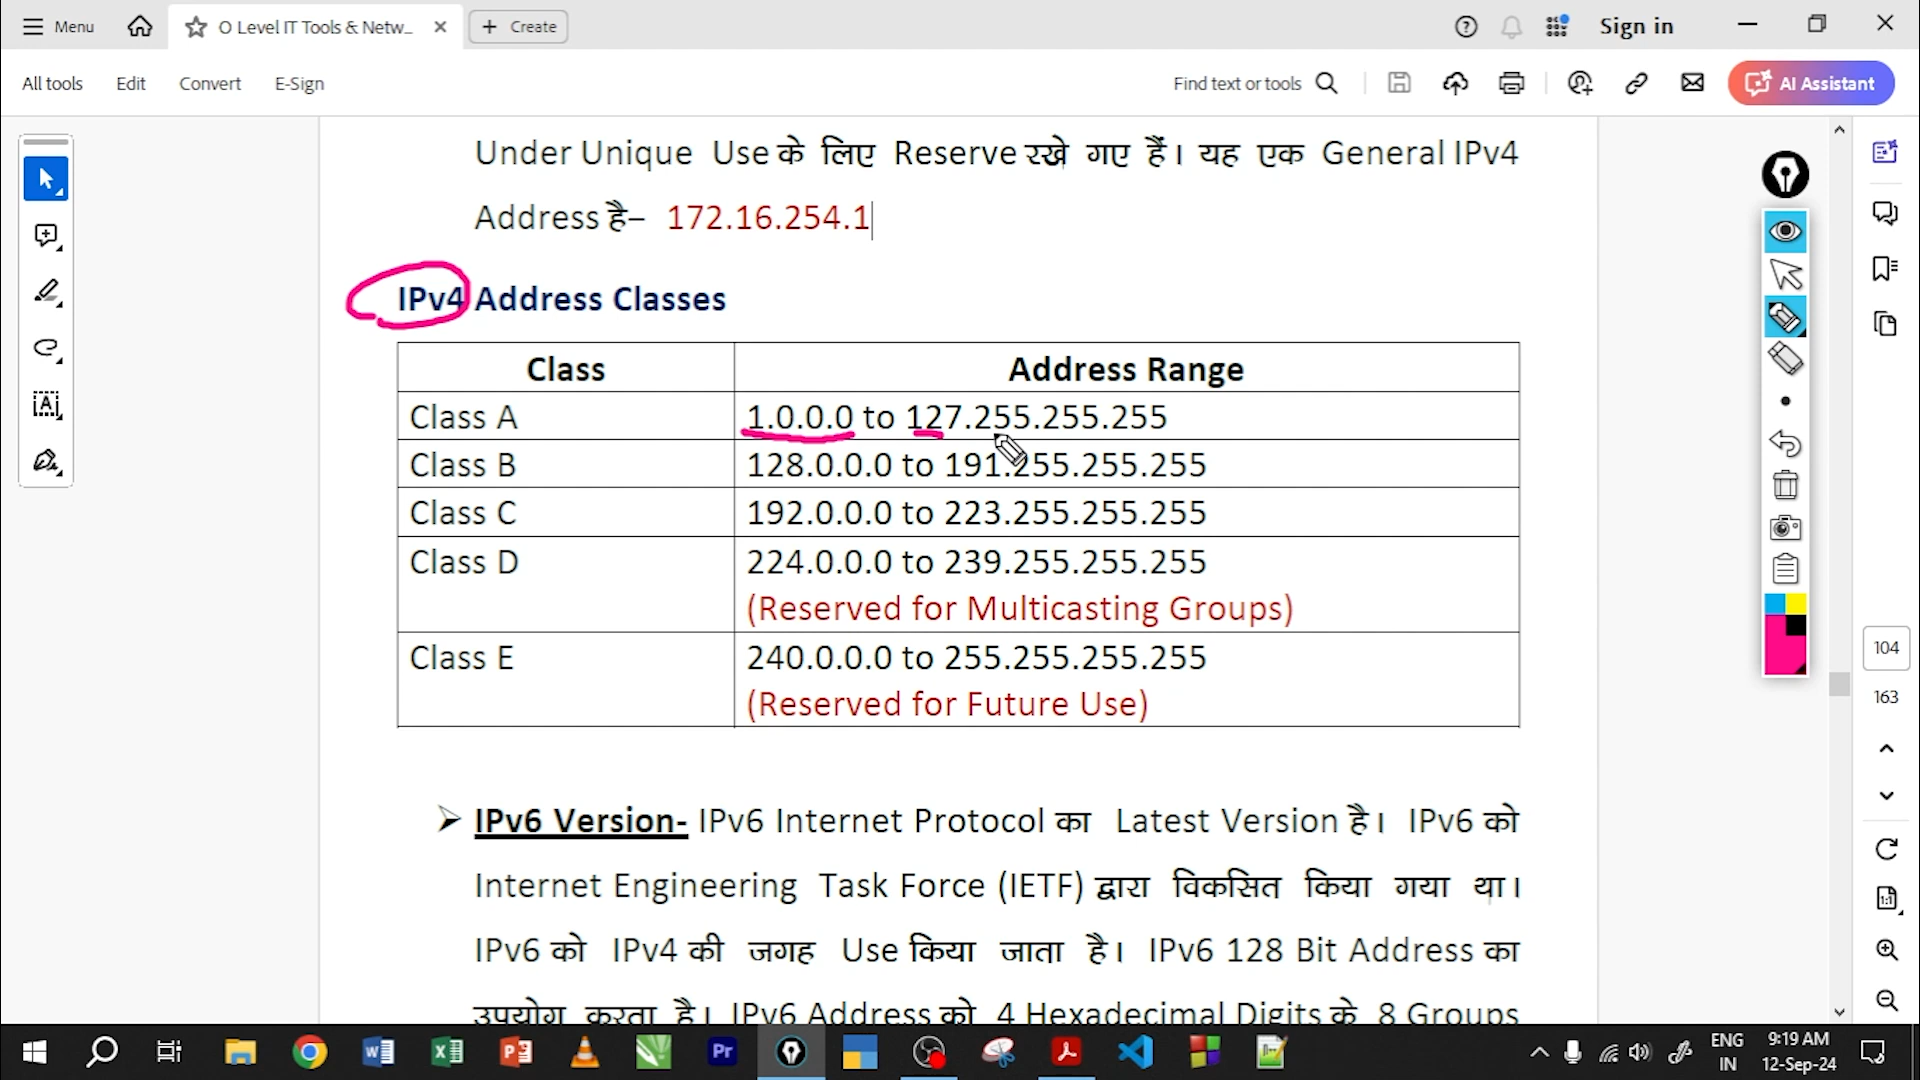 Menu
O Level IT Tools & Netw...
Create
Sign in
All tools
Edit
Convert
E-Sign
Find text or tools
AI Assistant
Under Unique Use के लिए Reserve रखे गए हैं। यह एक General IPv4
Address है– 172.16.254.1
IPv4 Address Classes
Class Address Range
Class A 1.0.0.0 to 127.255.255.255
Class B 128.0.0.0 to 191.255.255.255
Class C 192.0.0.0 to 223.255.255.255
Class D 224.0.0.0 to 239.255.255.255
(Reserved for Multicasting Groups)
Class E 240.0.0.0 to 255.255.255.255
(Reserved for Future Use)
➢ IPv6 Version- IPv6 Internet Protocol का Latest Version है। IPv6 को
Internet Engineering Task Force (IETF) द्वारा विकसित किया गया था।
IPv6 को IPv4 की जगह Use किया जाता है। IPv6 128 Bit Address का
उपयोग करता है। IPv6 Address को 4 Hexadecimal Digits के 8 Groups
104
163
1:1
ENG
IN
9:19 AM
12-Sep-24